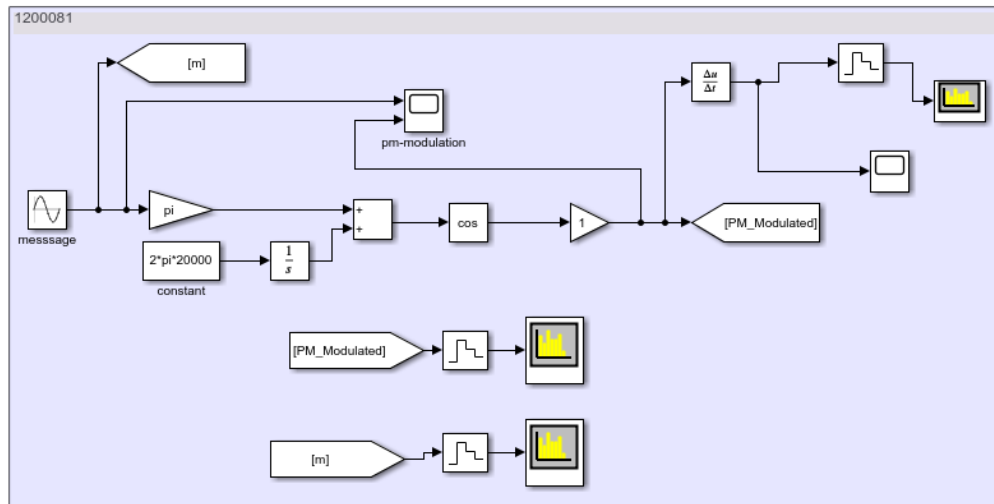 1200081
[m]
Δu
Δt
pm-modulation
pi
+
+
cos
1
[PM_Modulated]
messsage
2*pi*20000
1
s
constant
[PM_Modulated]
[m]